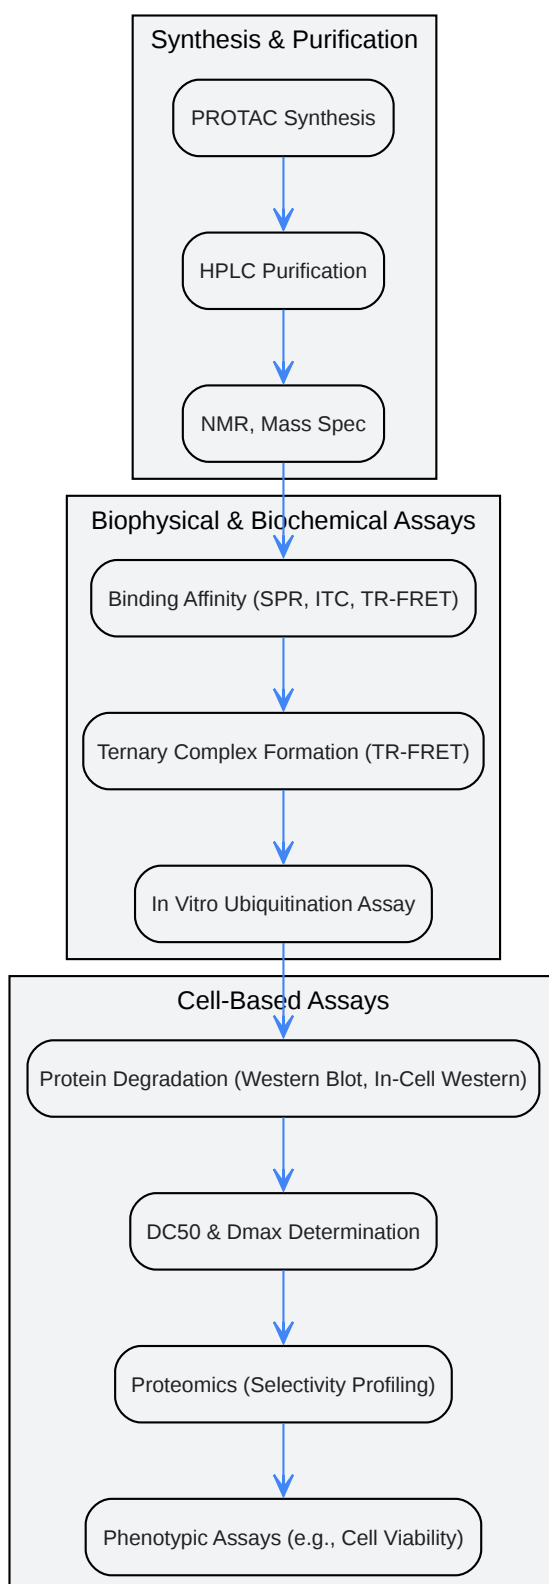 Synthesis & Purification
PROTAC Synthesis
HPLC Purification
NMR, Mass Spec
Biophysical & Biochemical Assays
Binding Affinity (SPR, ITC, TR-FRET)
Ternary Complex Formation (TR-FRET)
In Vitro Ubiquitination Assay
Cell-Based Assays
Protein Degradation (Western Blot, In-Cell Western)
DC50 & Dmax Determination
Proteomics (Selectivity Profiling)
Phenotypic Assays (e.g., Cell Viability)